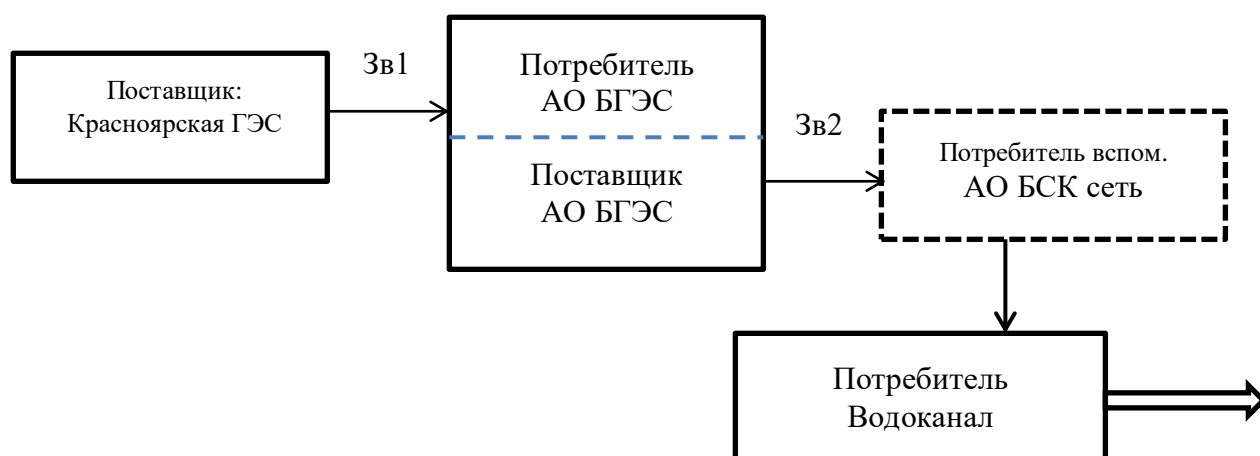 Поставщик:
Красноярская ГЭС
Зв1
Потребитель
АО БГЭС
Поставщик
АО БГЭС
Зв2
Потребитель вспом.
АО БСК сеть
Потребитель
Водоканал